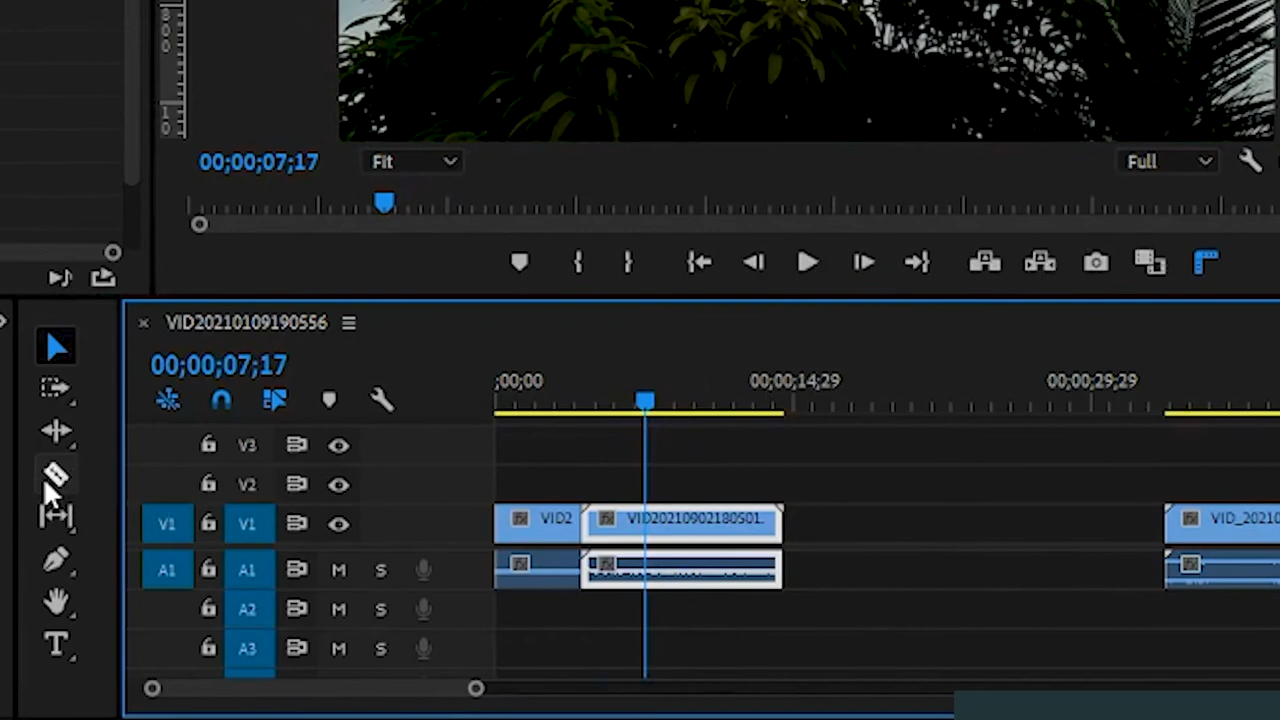 00;00;07;17
Fit
Full
VID20210109190556
00;00;07;17
;00;00
00;00;14;29
00;00;29;29
V3
V2
V1
V1
VID2
VID20210902180501.
VID_20210
A1
A1
M
S
A2
M
S
A3
M
S